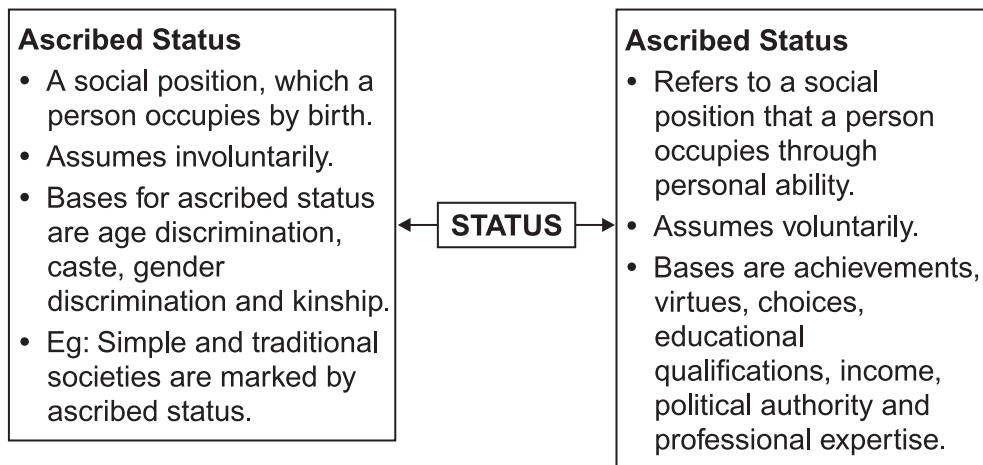 Ascribed Status
• A social position, which a
person occupies by birth.
• Assumes involuntarily.
• Bases for ascribed status
are age discrimination,
caste, gender
discrimination and kinship.
• Eg: Simple and traditional
societies are marked by
ascribed status.
STATUS
Ascribed Status
• Refers to a social
position that a person
occupies through
personal ability.
• Assumes voluntarily.
• Bases are achievements,
virtues, choices,
educational
qualifications, income,
political authority and
professional expertise.